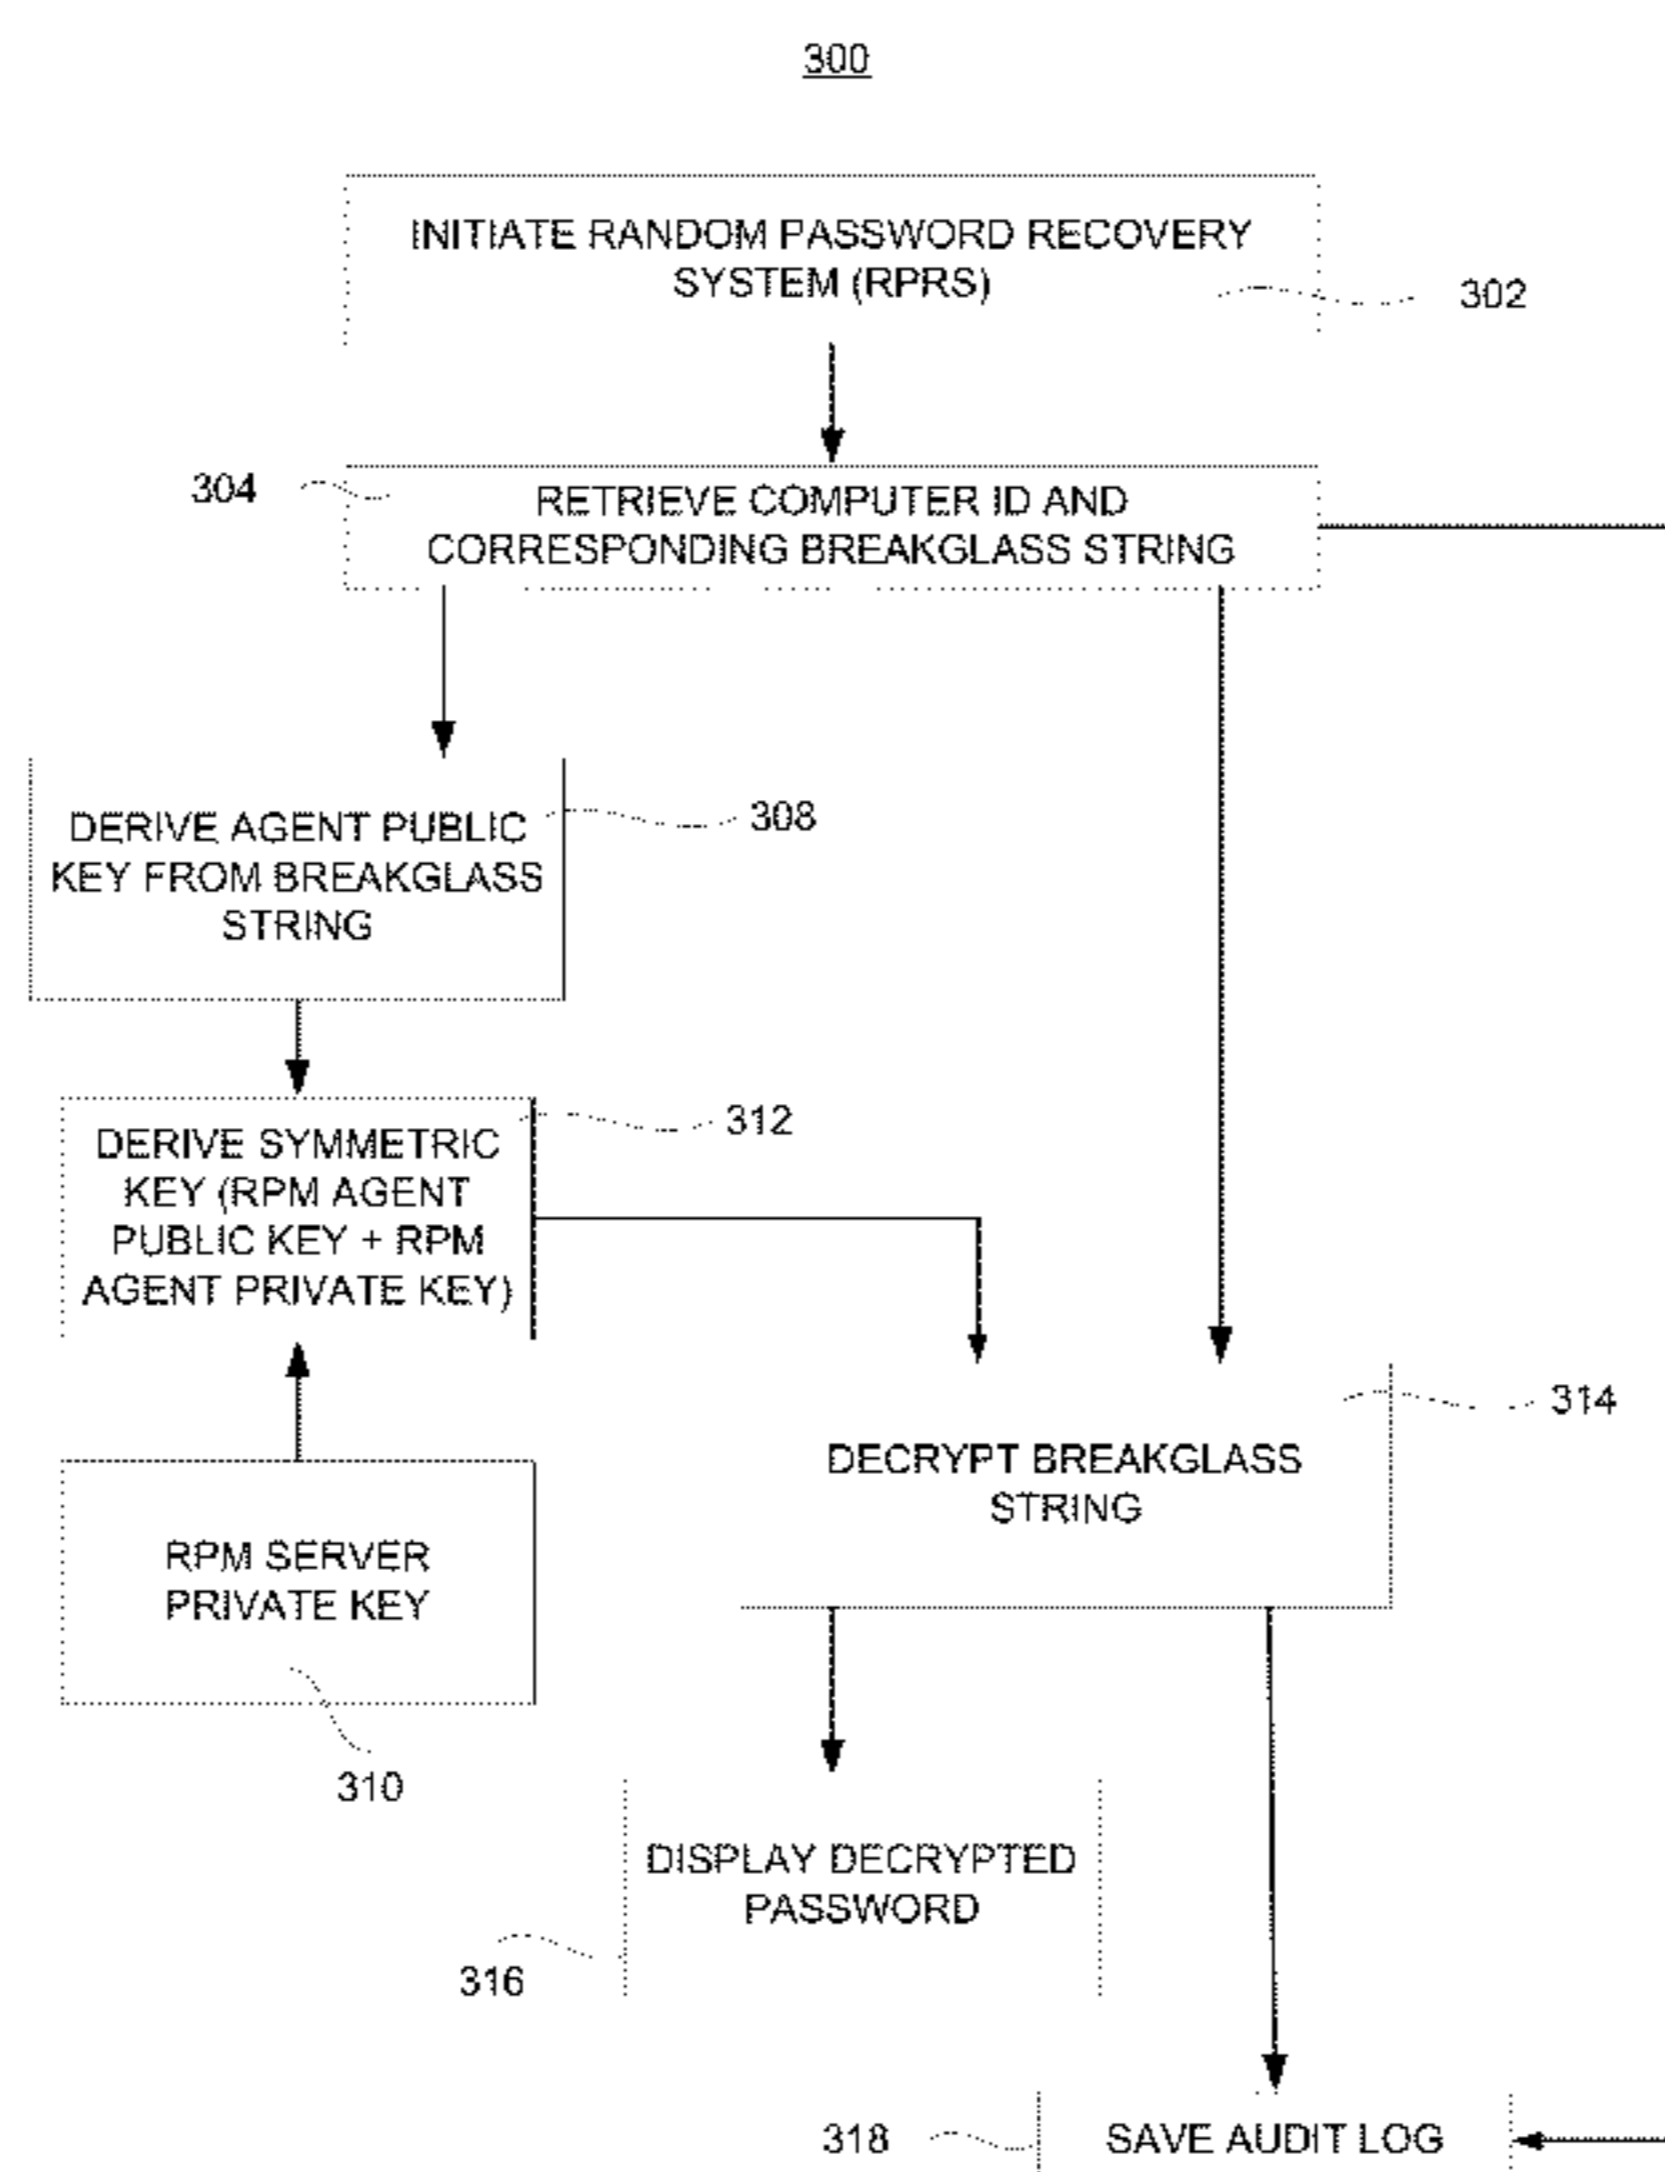 300
INITIATE RANDOM PASSWORD RECOVERY
SYSTEM (RPRS)
302
304
RETRIEVE COMPUTER ID AND
CORRESPONDING BREAKGLASS STRING
DERIVE AGENT PUBLIC
KEY FROM BREAKGLASS
STRING
308
DERIVE SYMMETRIC
KEY (RPM AGENT
PUBLIC KEY + RPM
AGENT PRIVATE KEY)
312
314
DECRYPT BREAKGLASS
STRING
RPM SERVER
PRIVATE KEY
310
DISPLAY DECRYPTED
PASSWORD
316
318
SAVE AUDIT LOG